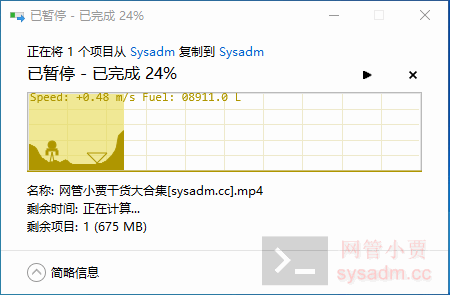 已暂停 - 已完成 24%
正在将 1 个项目从 Sysadm 复制到 Sysadm
已暂停 - 已完成 24%
Speed: +0.48 m/s Fuel: 08911.0 L
名称: 网管小贾干货大合集[sysadm.cc].mp4
剩余时间: 正在计算...
剩余项目: 1 (675 MB)
简略信息
网管小贾
sysadm.cc